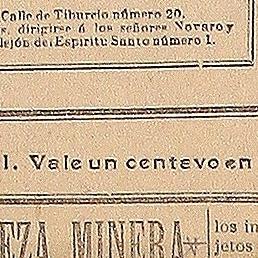 Calle de Tiburcio número 20.
s, dirigirse á los señores Novaro y
lejón del Espíritu Santo número 1.
1. Vale un centavo en
EZA MINERA
los in
jetos